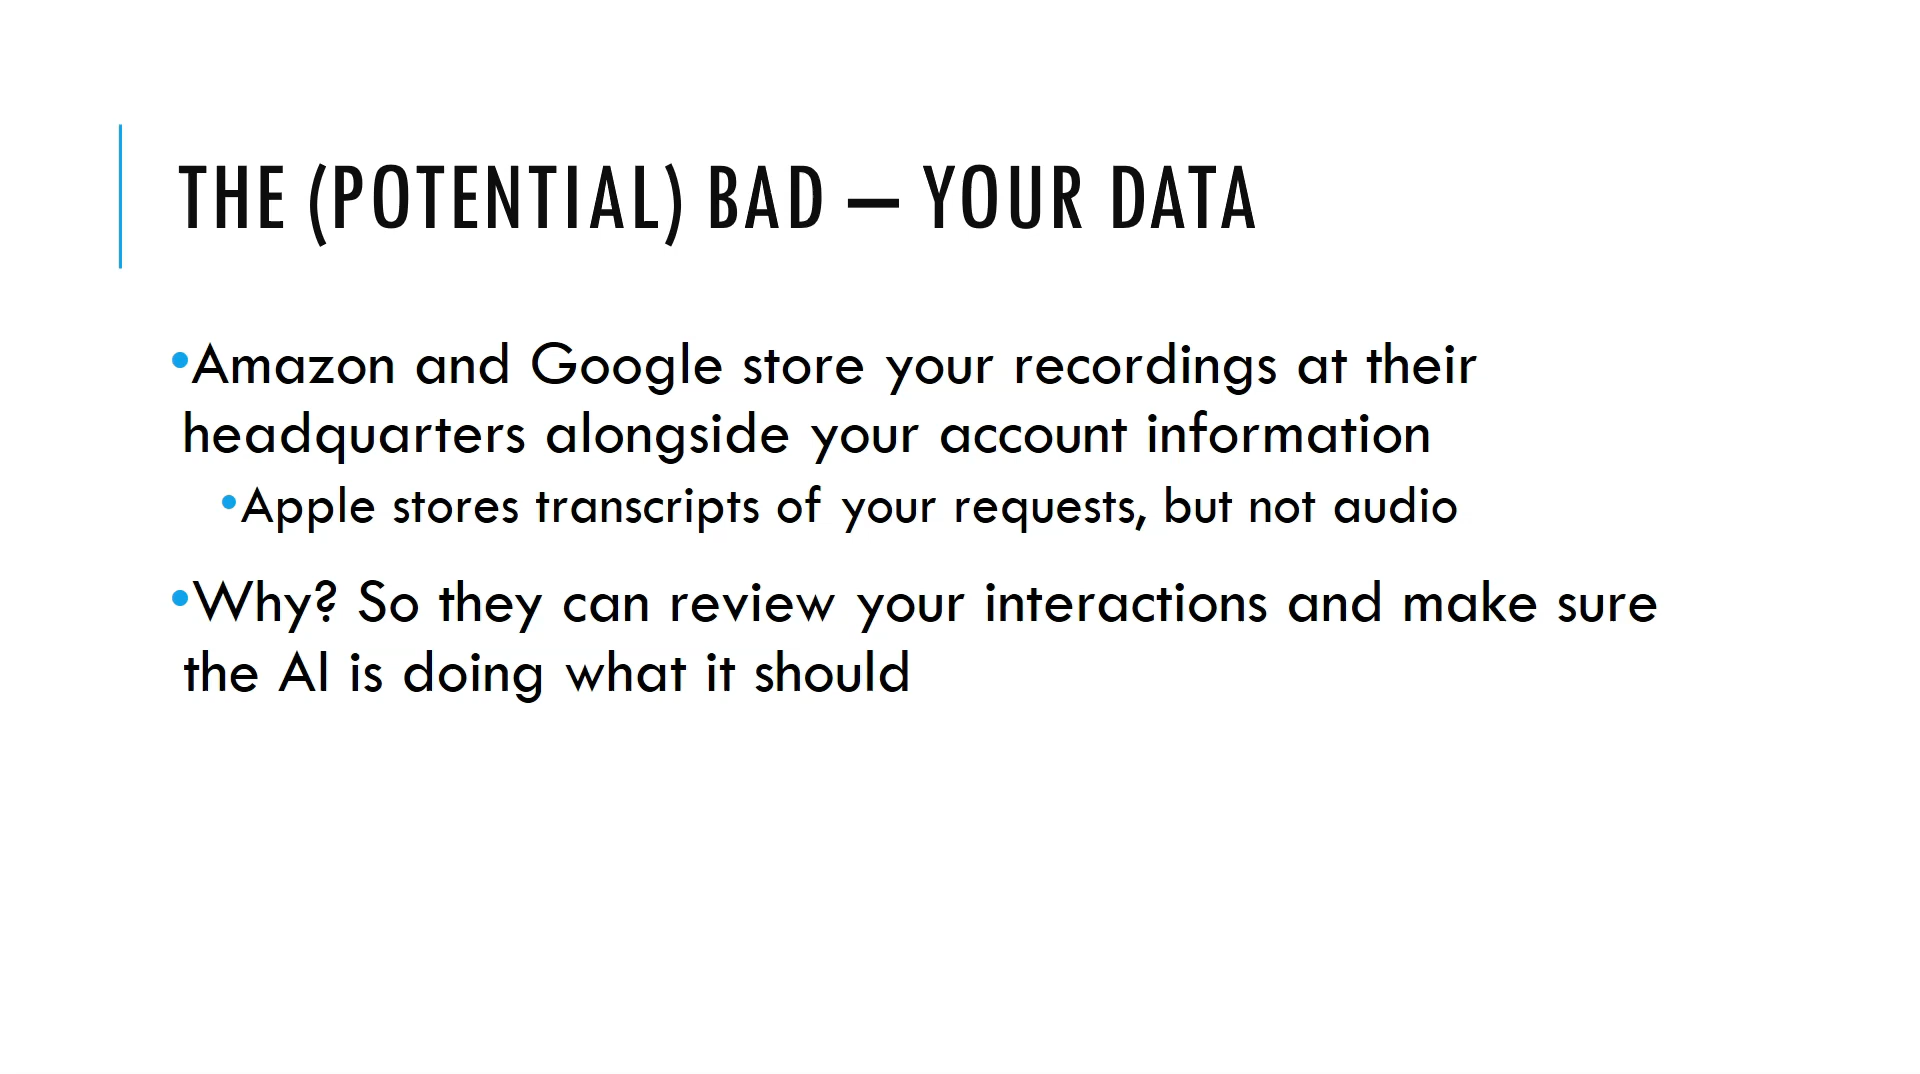 THE (POTENTIAL) BAD — YOUR DATA
•Amazon and Google store your recordings at their
headquarters alongside your account information
•Apple stores transcripts of your requests, but not audio
•Why? So they can review your interactions and make sure
the AI is doing what it should